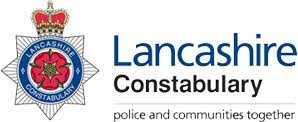 LANCASHIRE
CONSTABULARY
Lancashire
Constabulary
police and communities together